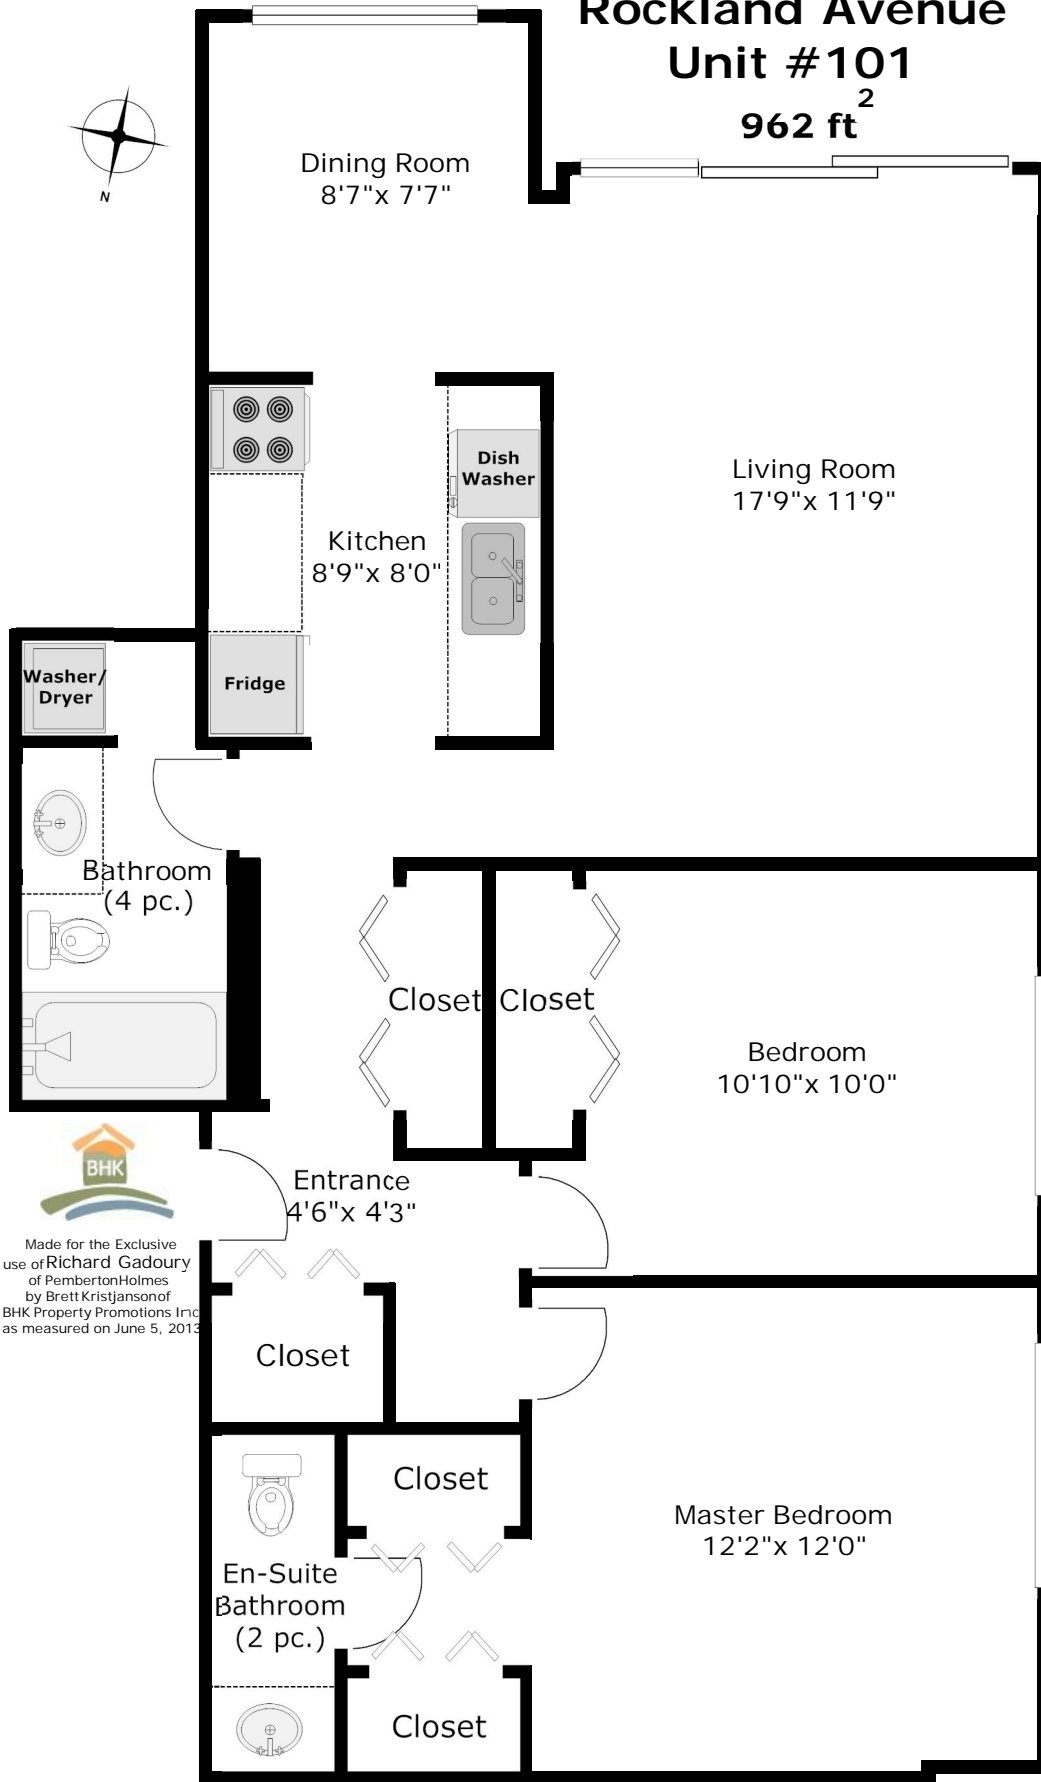 Rockland Avenue
Unit #101
962 ft 2
N
Dining Room
8'7"x 7'7"
Living Room
17'9"x 11'9"
Dish
Washer
Kitchen
8'9"x 8'0"
Washer/
Dryer
Fridge
Bathroom
(4 pc.)
Closet
Closet
Bedroom
10'10"x 10'0"
BHK
Made for the Exclusive
use of Richard Gadoury
of PembertonHolmes
by Brett Kristjansonof
BHK Property Promotions Inc
as measured on June 5, 2013
Entrance
4'6"x 4'3"
Closet
Closet
Master Bedroom
12'2"x 12'0"
En-Suite
Bathroom
(2 pc.)
Closet